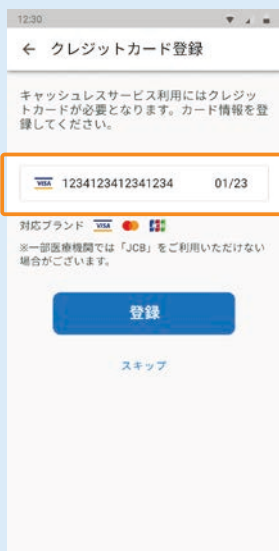 12:30
← クレジットカード登録
キャッシュレスサービス利用にはクレジッ
トカードが必要となります。カード情報を登
録してください。
VISA 1234123412341234 01/23
対応ブランド VISA JCB
※一部医療機関では「JCB」をご利用いただけない
場合がございます。
登録
スキップ